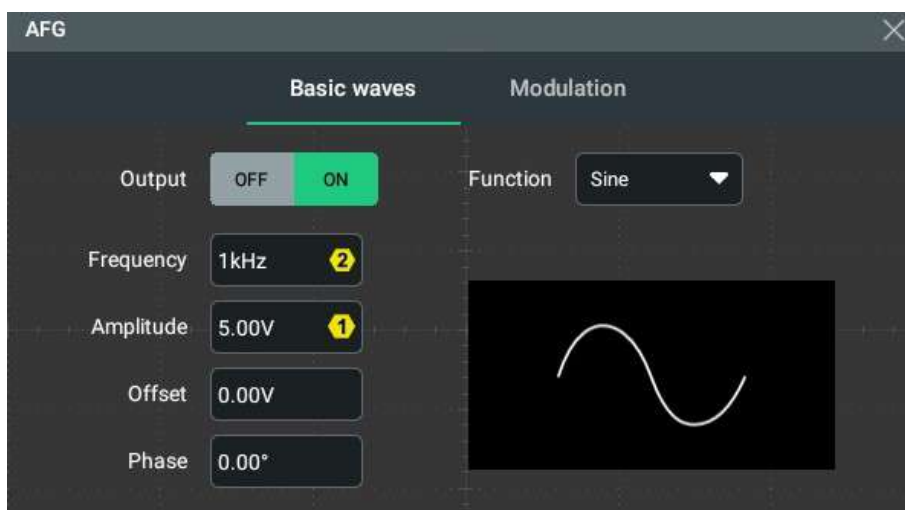 AFG
Basic waves Modulation
Output OFF ON Function Sine
Frequency 1kHz 2
Amplitude 5.00V 1
Offset 0.00V
Phase 0.00°